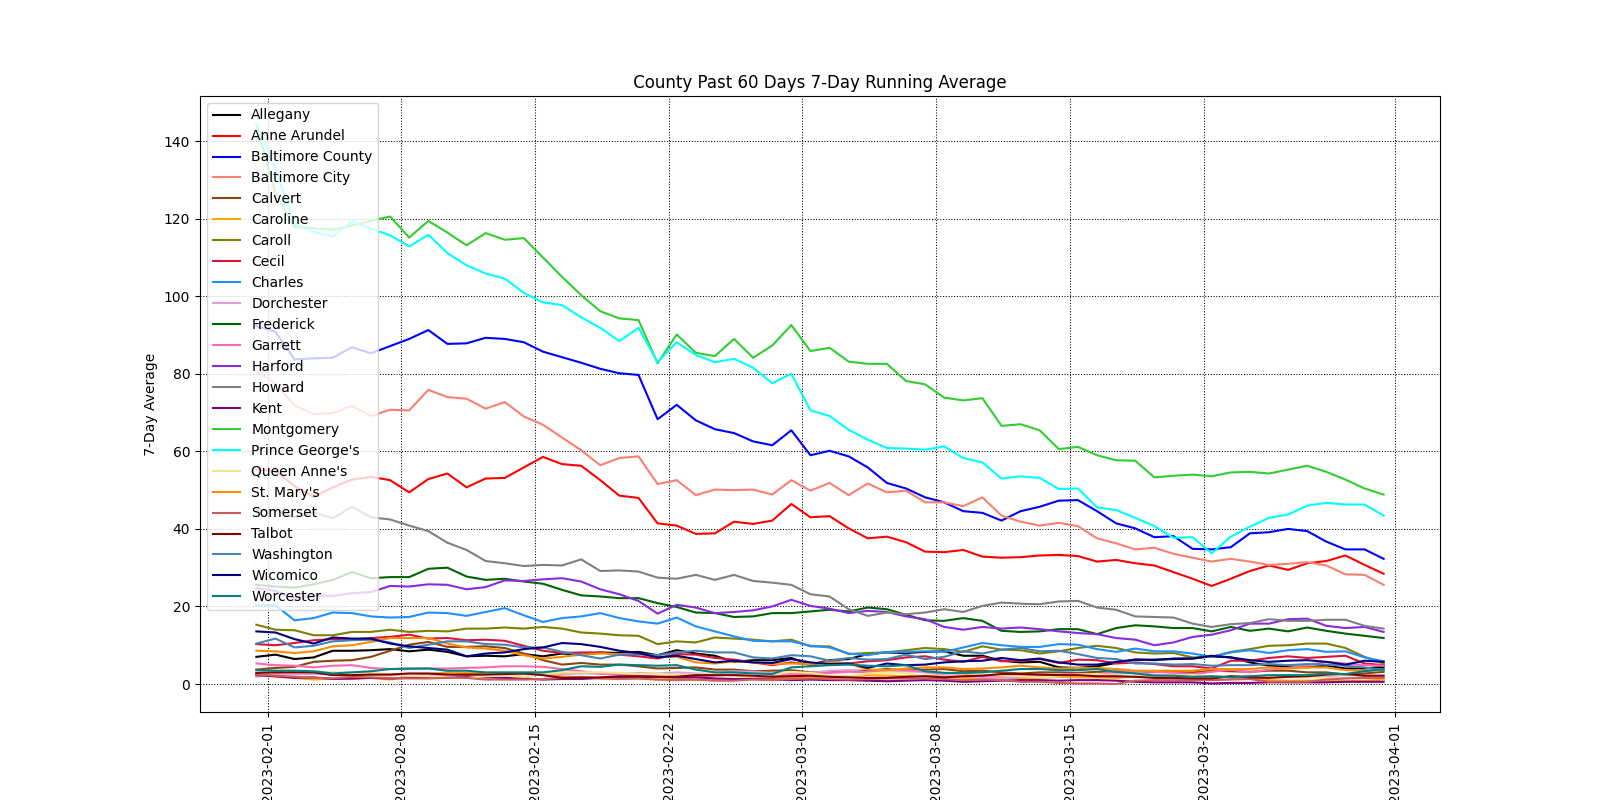 County Past 60 Days 7-Day Running Average
7-Day Average
140
120
100
80
60
40
20
0
Allegany
Anne Arundel
Baltimore County
Baltimore City
Calvert
Caroline
Caroll
Cecil
Charles
Dorchester
Frederick
Garrett
Harford
Howard
Kent
Montgomery
Prince George's
Queen Anne's
St. Mary's
Somerset
Talbot
Washington
Wicomico
Worcester
2023-02-01
2023-02-08
2023-02-15
2023-02-22
2023-03-01
2023-03-08
2023-03-15
2023-03-22
2023-04-01